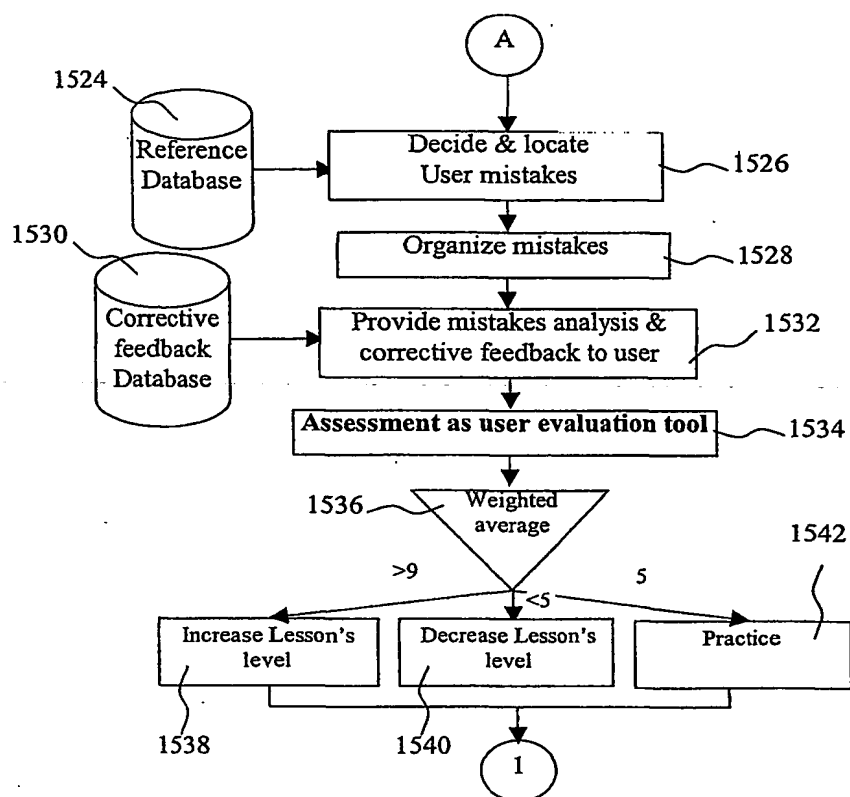 A
1524
Reference
Database
Decide & locate
User mistakes
1526
1530
Organize mistakes
1528
Corrective
feedback
Database
Provide mistakes analysis &
corrective feedback to user
1532
Assessment as user evaluation tool
1534
1536
Weighted
average
1542
>9
<5
5
Increase Lesson's
level
Decrease Lesson's
level
Practice
1538
1540
1